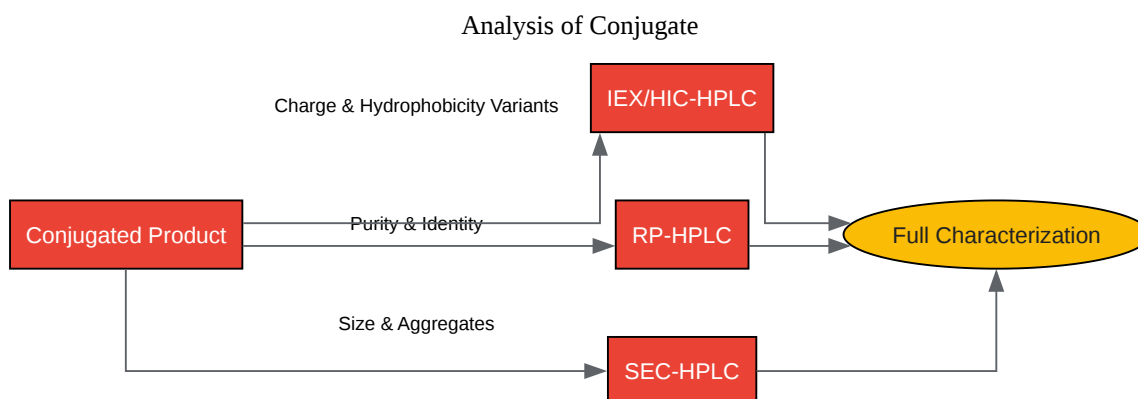 Analysis of Conjugate
IEX/HIC-HPLC
Charge & Hydrophobicity Variants
Purity & Identity
Conjugated Product
RP-HPLC
Full Characterization
Size & Aggregates
SEC-HPLC